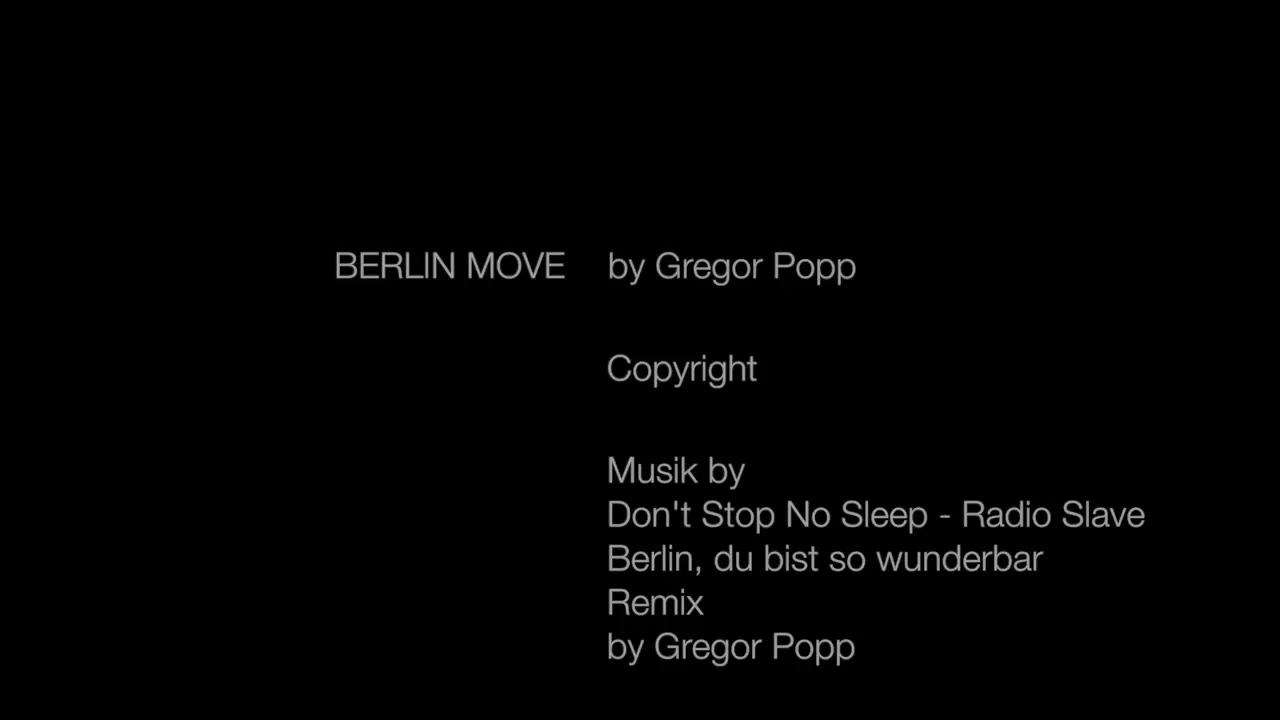 BERLIN MOVE by Gregor Popp
Copyright
Musik by
Don't Stop No Sleep - Radio Slave
Berlin, du bist so wunderbar
Remix
by Gregor Popp